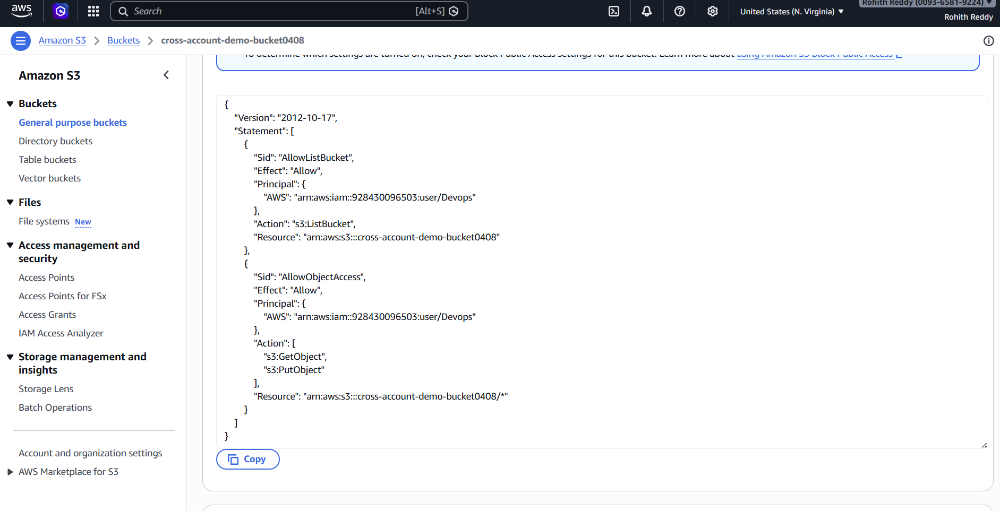 aws
Search
[Alt+S]
United States (N. Virginia)
Rohith Reddy (0093-6581-9224)
Rohith Reddy
Amazon S3
Buckets
cross-account-demo-bucket0408
To determine which settings are turned on, check your Block Public Access settings for this bucket. Learn more about using Amazon S3 Block Public Access
Amazon S3
Buckets
General purpose buckets
Directory buckets
Table buckets
Vector buckets
Files
File systems New
Access management and
security
Access Points
Access Points for FSx
Access Grants
IAM Access Analyzer
Storage management and
insights
Storage Lens
Batch Operations
Account and organization settings
AWS Marketplace for S3
{
"Version": "2012-10-17",
"Statement": [
{
"Sid": "AllowListBucket",
"Effect": "Allow",
"Principal": {
"AWS": "arn:aws:iam::928430096503:user/Devops"
},
"Action": "s3:ListBucket",
"Resource": "arn:aws:s3:::cross-account-demo-bucket0408"
},
{
"Sid": "AllowObjectAccess",
"Effect": "Allow",
"Principal": {
"AWS": "arn:aws:iam::928430096503:user/Devops"
},
"Action": [
"s3:GetObject",
"s3:PutObject"
],
"Resource": "arn:aws:s3:::cross-account-demo-bucket0408/*"
}
]
}
Copy